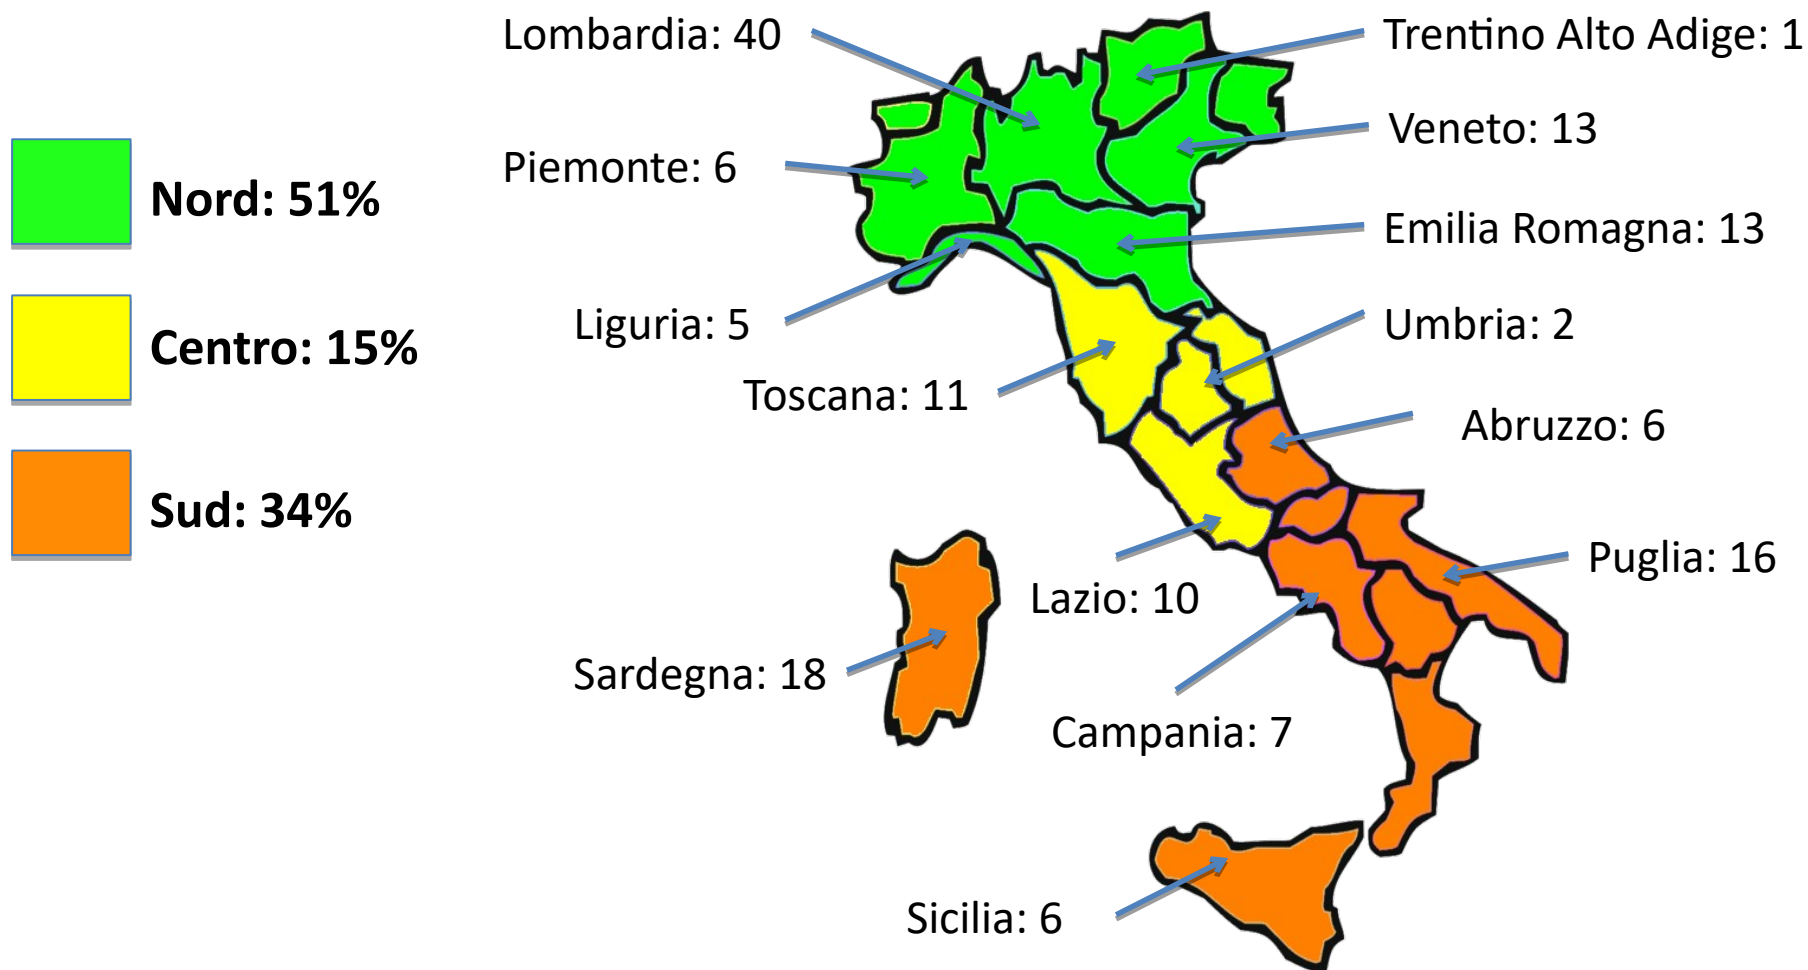 Lombardia: 40
Trentino Alto Adige: 1
Veneto: 13
Piemonte: 6
Nord: 51%
Emilia Romagna: 13
Liguria: 5
Umbria: 2
Centro: 15%
Toscana: 11
Abruzzo: 6
Sud: 34%
Puglia: 16
Lazio: 10
Sardegna: 18
Campania: 7
Sicilia: 6